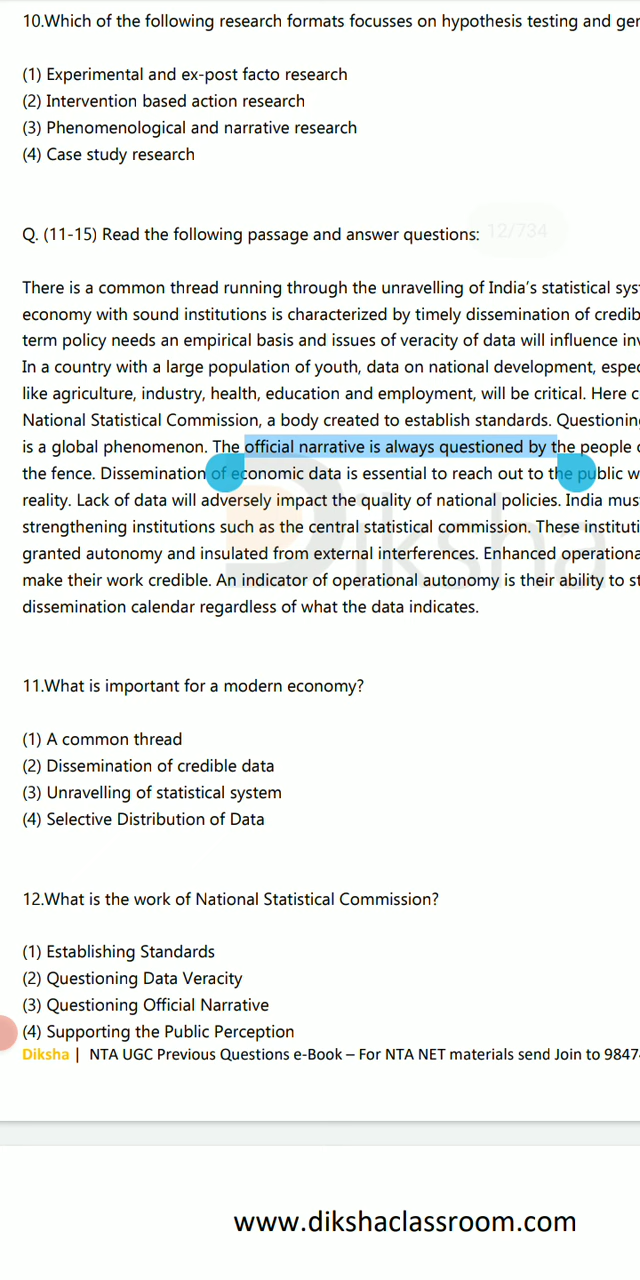 10.Which of the following research formats focusses on hypothesis testing and
(1) Experimental and ex-post facto research
(2) Intervention based action research
(3) Phenomenological and narrative research
(4) Case study research
12/734
Q. (11-15) Read the following passage and answer questions:
There is a common thread running through the unravelling of India's statistical
economy with sound institutions is characterized by timely dissemination of
term policy needs an empirical basis and issues of veracity of data will influence
In a country with a large population of youth, data on national development,
like agriculture, industry, health, education and employment, will be critical. Here
National Statistical Commission, a body created to establish standards.
is a global phenomenon. The official narrative is always questioned by the people
the fence. Dissemination of economic data is essential to reach out to the public
reality. Lack of data will adversely impact the quality of national policies. India
strengthening institutions such as the central statistical commission. These
granted autonomy and insulated from external interferences. Enhanced
make their work credible. An indicator of operational autonomy is their ability to
dissemination calendar regardless of what the data indicates.
Diksha
11.What is important for a modern economy?
(1) A common thread
(2) Dissemination of credible data
(3) Unravelling of statistical system
(4) Selective Distribution of Data
12.What is the work of National Statistical Commission?
(1) Establishing Standards
(2) Questioning Data Veracity
(3) Questioning Official Narrative
(4) Supporting the Public Perception
Diksha | NTA UGC Previous Questions e-Book – For NTA NET materials send Join to 9847
www.dikshaclassroom.com